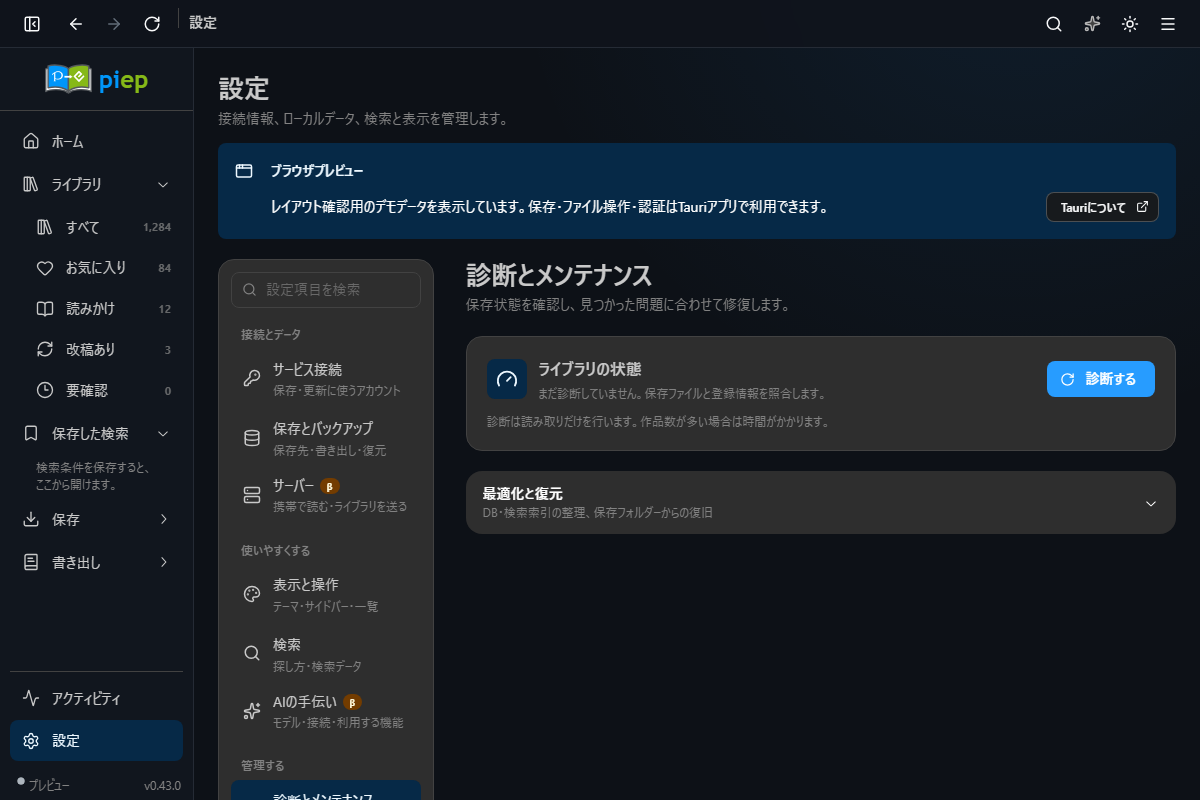 設定
piep
ホーム
ライブラリ
すべて 1,284
お気に入り 84
読みかけ 12
改稿あり 3
要確認 0
保存した検索
検索条件を保存すると、
ここから開けます。
保存
書き出し
アクティビティ
設定
プレビュー v0.43.0
設定
接続情報、ローカルデータ、検索と表示を管理します。
ブラウザプレビュー
レイアウト確認用のデモデータを表示しています。保存・ファイル操作・認証はTauriアプリで利用できます。
Tauriについて
設定項目を検索
接続とデータ
サービス接続
保存・更新に使うアカウント
保存とバックアップ
保存先・書き出し・復元
サーバー β
携帯で読む・ライブラリを送る
使いやすくする
表示と操作
テーマ・サイドバー・一覧
検索
探し方・検索データ
AIの手伝い β
モデル・接続・利用する機能
管理する
診断とメンテナンス
診断とメンテナンス
保存状態を確認し、見つかった問題に合わせて修復します。
ライブラリの状態
まだ診断していません。保存ファイルと登録情報を照合します。
診断する
診断は読み取りだけを行います。作品数が多い場合は時間がかかります。
最適化と復元
DB・検索索引の整理、保存フォルダーからの復旧